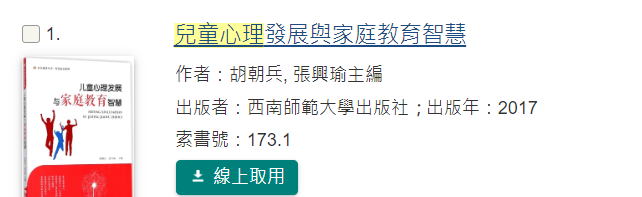 1.
兒童心理發展與家庭教育智慧
作者：胡朝兵, 張興瑜主編
出版者：西南師範大學出版社 ; 出版年：2017
索書號：173.1
線上取用
儿童心理发展
与家庭教育智慧